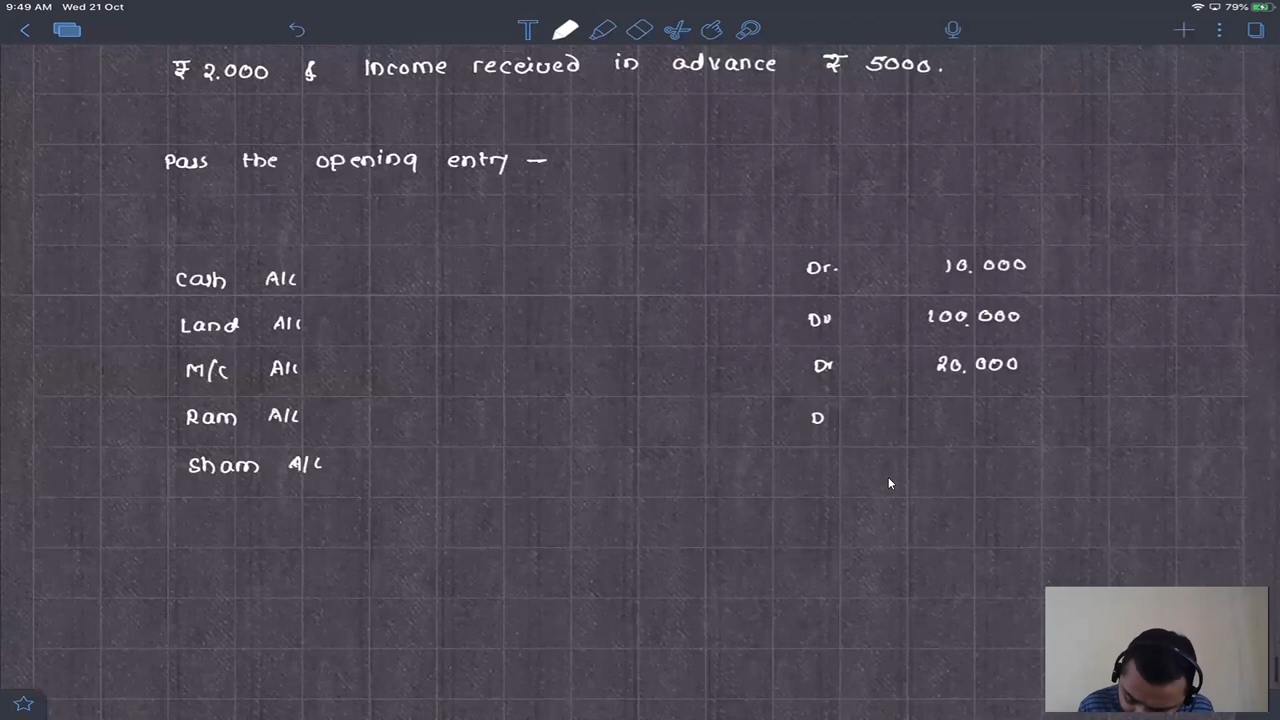 9:49 AM Wed 21 Oct 79%
₹ 2.000 & Income received in advance ₹ 5000.
Pass the opening entry —
Cash A/C Dr. 10.000
Land A/C Dr 100.000
M/C A/C Dr 20.000
Ram A/C D
Sham A/C